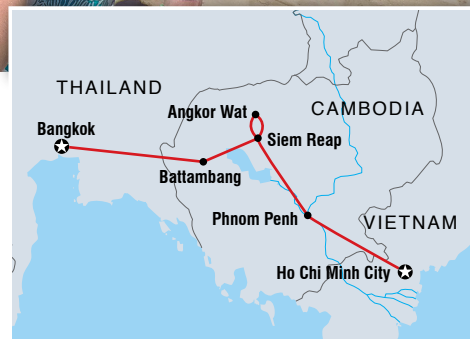 THAILAND
Angkor Wat
CAMBODIA
Bangkok
Siem Reap
Battambang
Phnom Penh
VIETNAM
Ho Chi Minh City